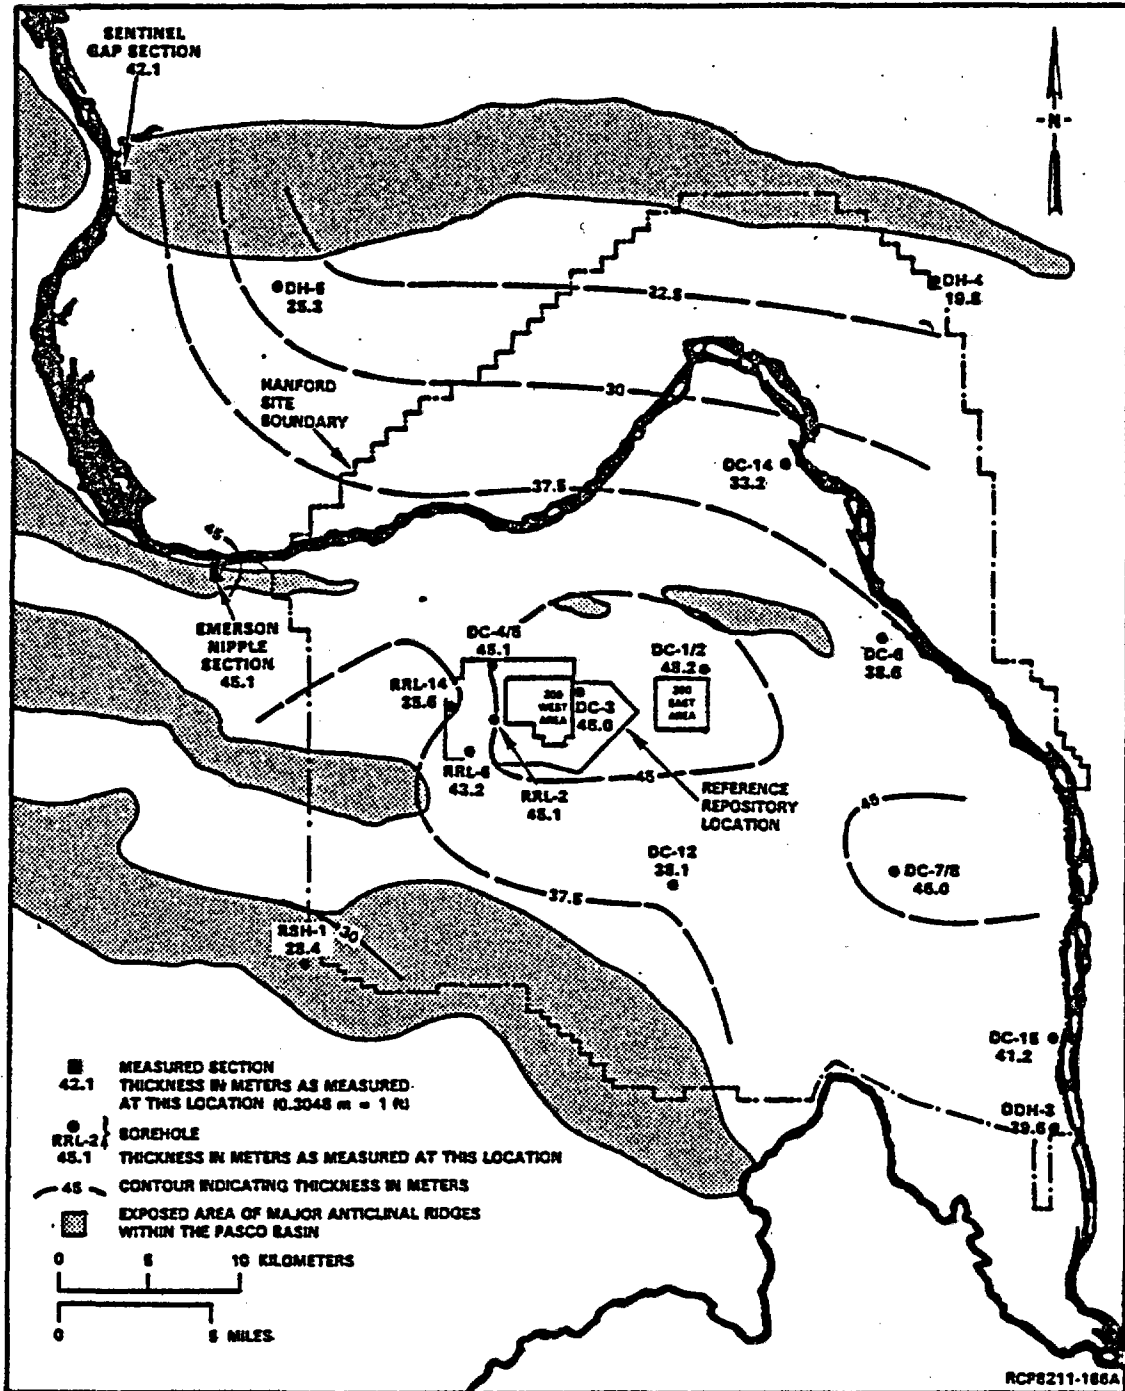 SENTINEL
GAP SECTION
42.1
-N-
DH-5
25.3
22.5
DH-4
HANFORD
SITE
BOUNDARY
30
DC-14
33.2
37.5
45
EMERSON
NIPPLE
SECTION
45.1
DC-4/5
45.1
DC-1/2
48.2
DC-6
38.6
RRL-14
200
WEST
AREA
DC-3
45.0
200
EAST
AREA
RRL-6
43.2
RRL-2
45.1
45
REFERENCE
REPOSITORY
LOCATION
45
DC-12
38.1
DC-7/8
46.0
37.5
RSH-1
28.4
30
DC-15
41.2
DDH-3
39.6
MEASURED SECTION
42.1 THICKNESS IN METERS AS MEASURED
AT THIS LOCATION (0.3048 m = 1 ft)
RRL-2 } BOREHOLE
45.1 THICKNESS IN METERS AS MEASURED AT THIS LOCATION
45 CONTOUR INDICATING THICKNESS IN METERS
EXPOSED AREA OF MAJOR ANTICLINAL RIDGES
WITHIN THE PASCO BASIN
0 5 10 KILOMETERS
0 5 MILES
RCP8211-166A